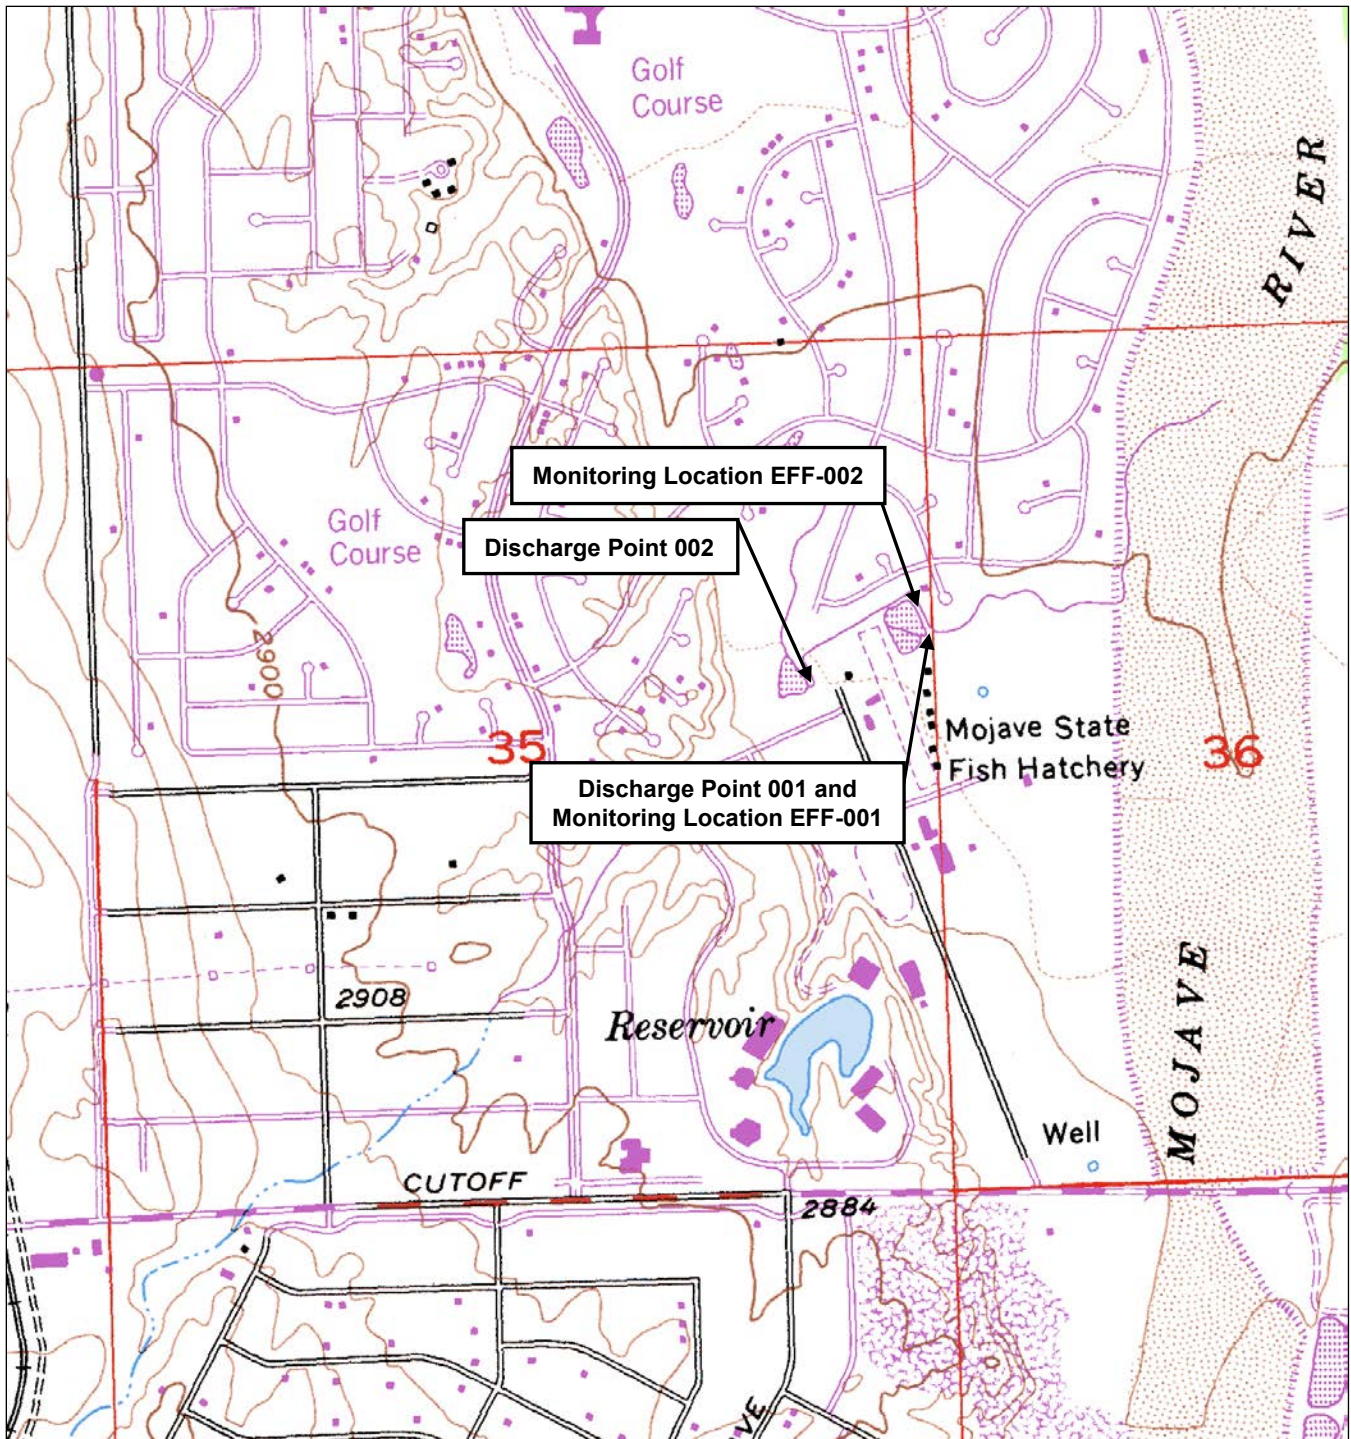 Golf
Course
RIVER
Monitoring Location EFF-002
Golf
Course
Discharge Point 002
2900
35
Mojave State
Fish Hatchery
36
Discharge Point 001 and
Monitoring Location EFF-001
2908
Reservoir
MOJAVE
Well
CUTOFF
2884
VE